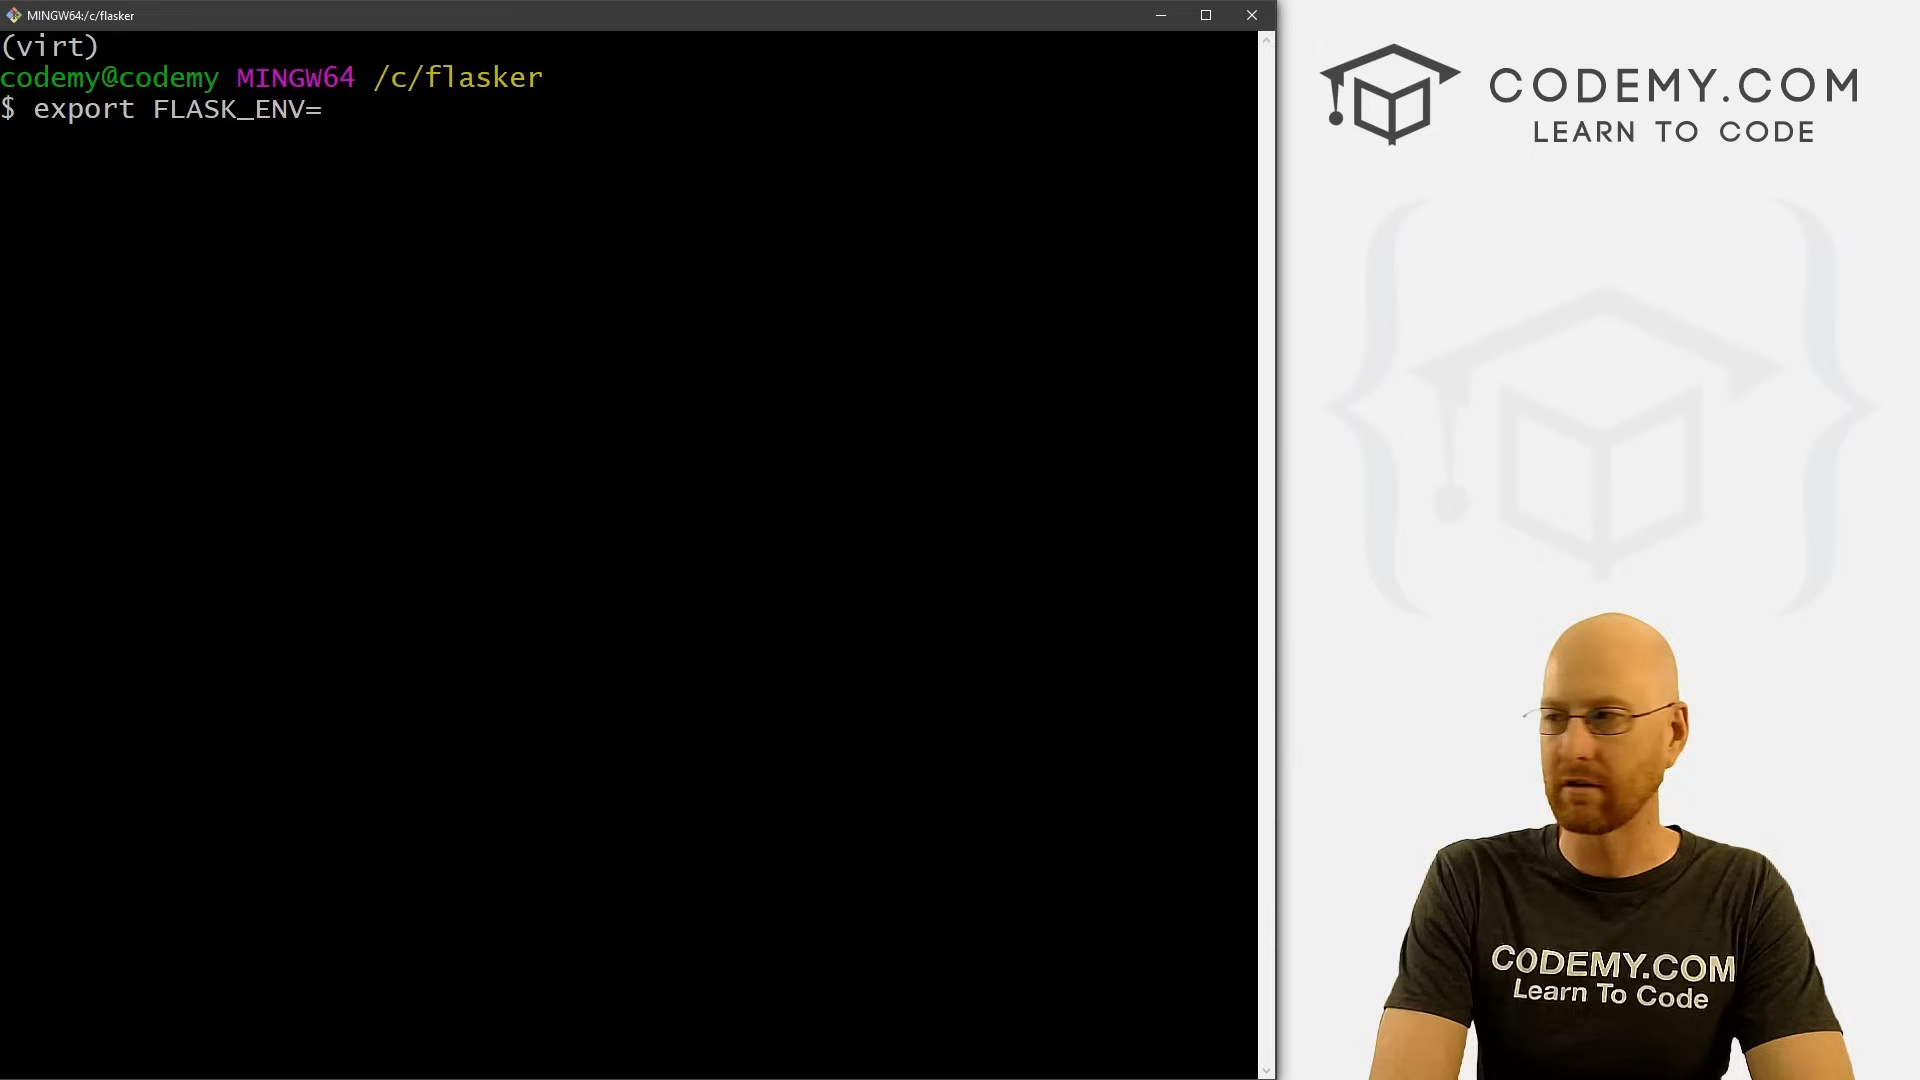 MINGW64:/c/flasker
(virt)
codemy@codemy MINGW64 /c/flasker
$ export FLASK_ENV=
CODEMY.COM
LEARN TO CODE
CODEMY.COM
Learn To Code